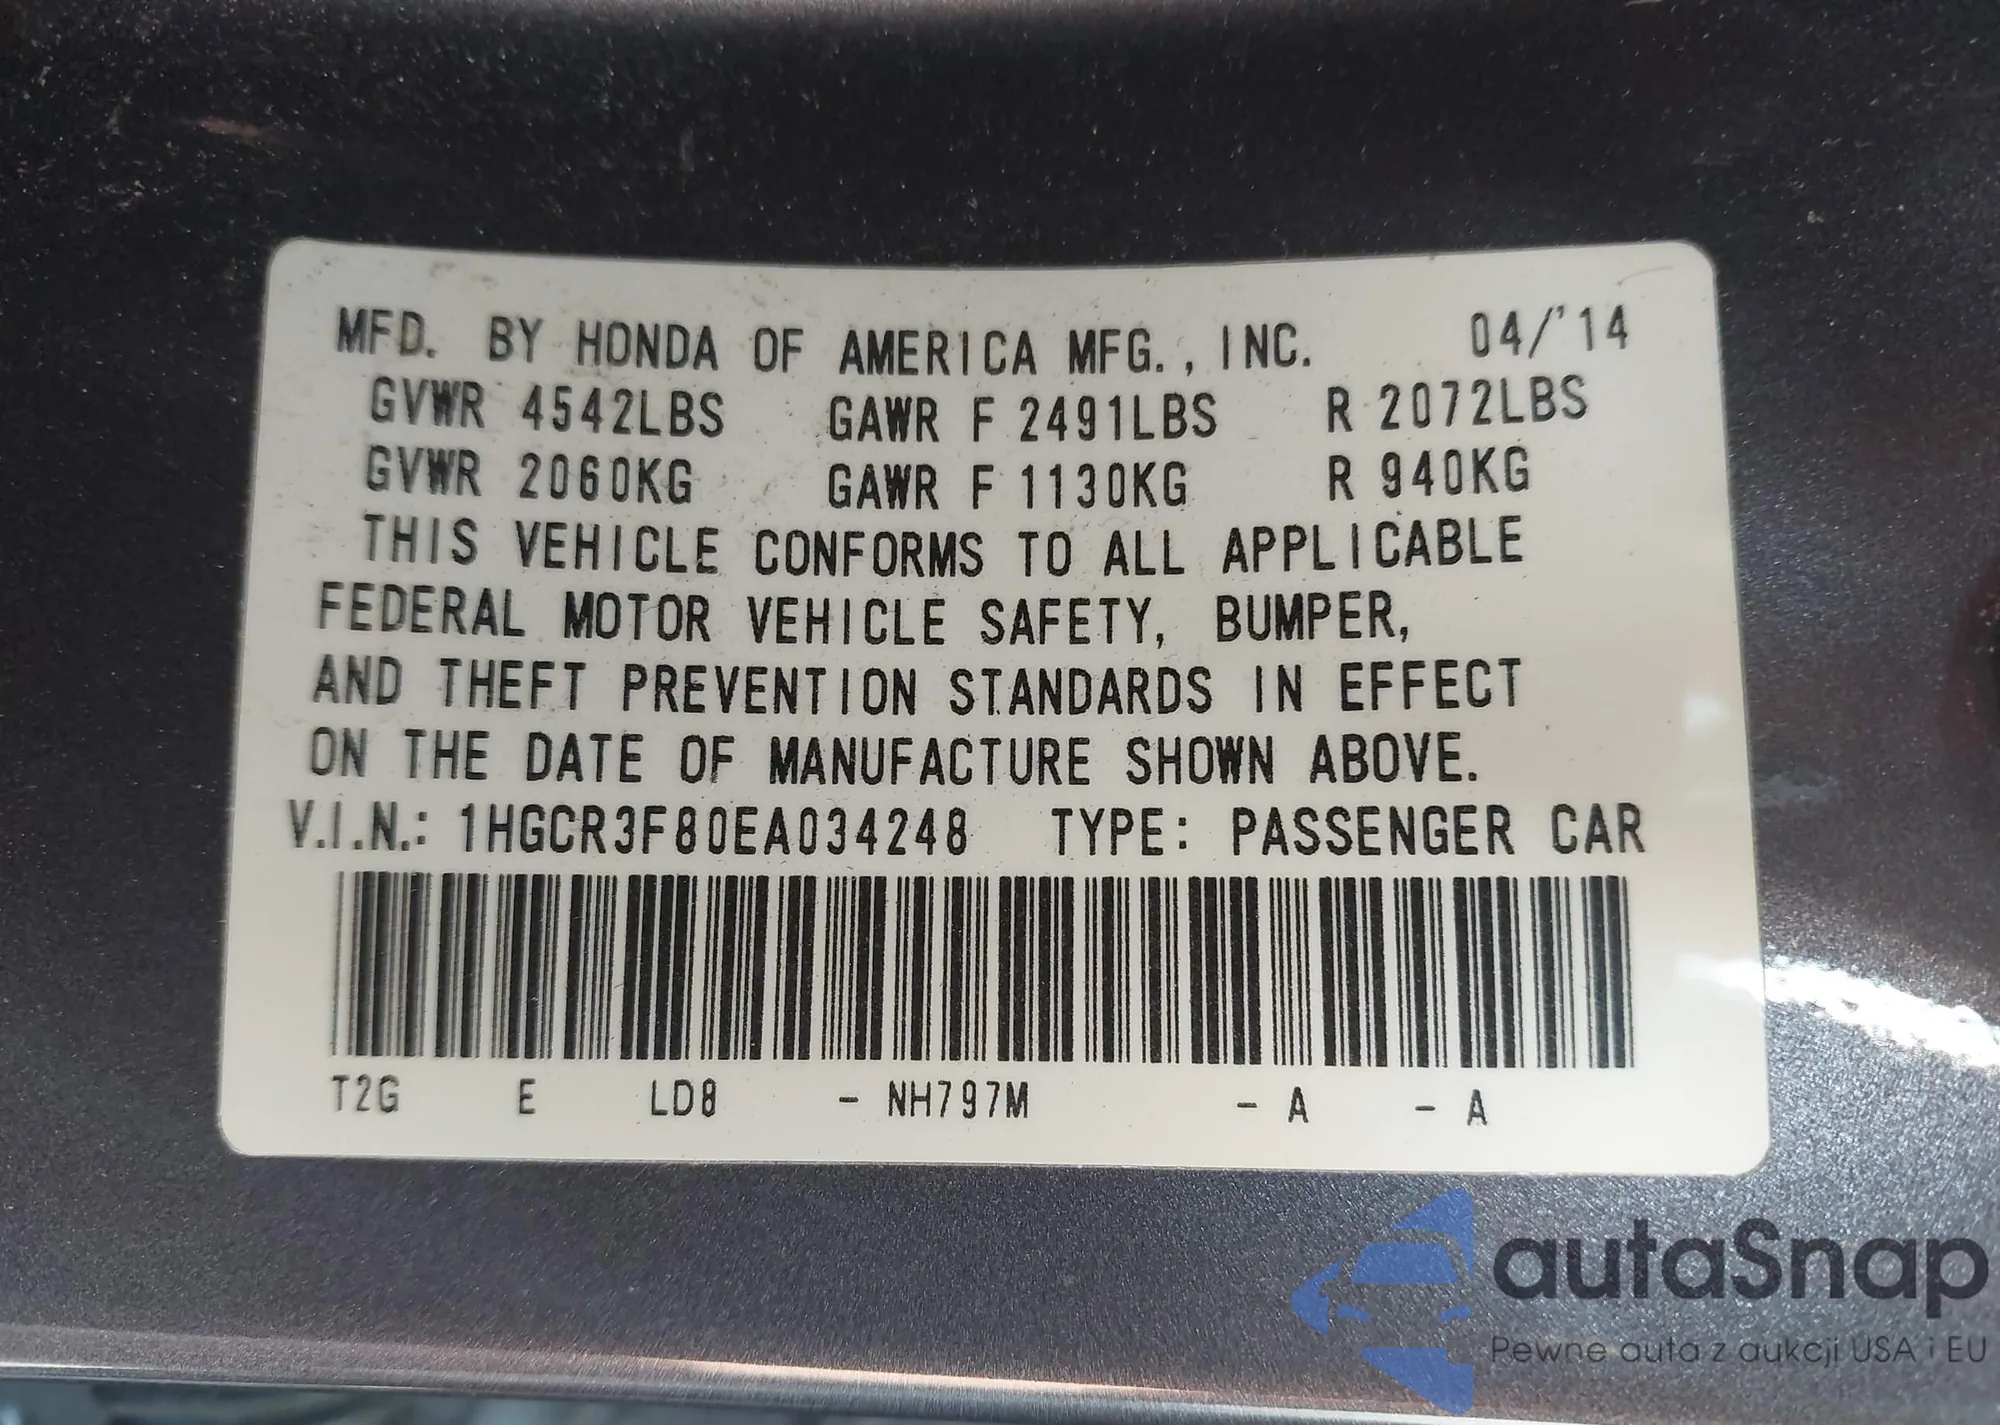 MFD. BY HONDA OF AMERICA MFG., INC. 04/'14
GVWR 4542LBS GAWR F 2491LBS R 2072LBS
GVWR 2060KG GAWR F 1130KG R 940KG
THIS VEHICLE CONFORMS TO ALL APPLICABLE
FEDERAL MOTOR VEHICLE SAFETY, BUMPER,
AND THEFT PREVENTION STANDARDS IN EFFECT
ON THE DATE OF MANUFACTURE SHOWN ABOVE.
V.I.N.: 1HGCR3F80EA034248 TYPE: PASSENGER CAR
T2G E LD8 - NH797M - A - A
autaSnap
Pewne auta z aukcji USA i EU